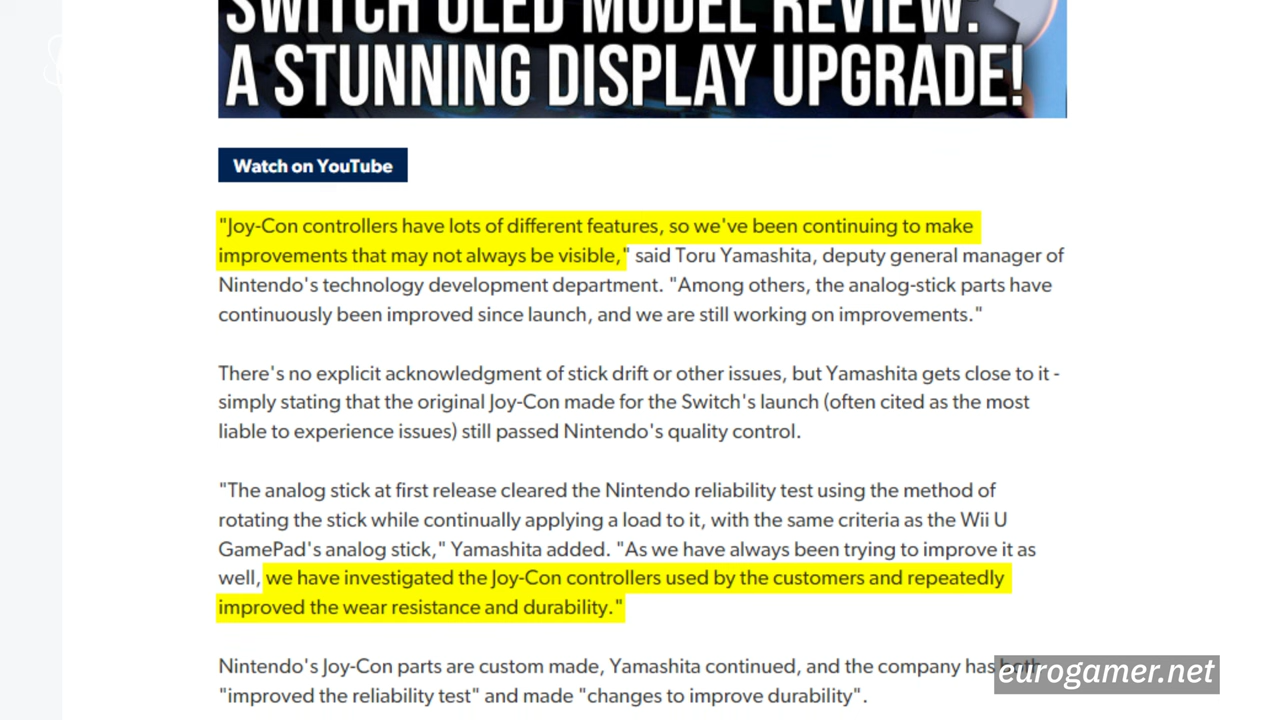 SWITCH OLED MODEL REVIEW:
A STUNNING DISPLAY UPGRADE!
Watch on YouTube
"Joy-Con controllers have lots of different features, so we've been continuing to make
improvements that may not always be visible," said Toru Yamashita, deputy general manager of
Nintendo's technology development department. "Among others, the analog-stick parts have
continuously been improved since launch, and we are still working on improvements."
There's no explicit acknowledgment of stick drift or other issues, but Yamashita gets close to it -
simply stating that the original Joy-Con made for the Switch's launch (often cited as the most
liable to experience issues) still passed Nintendo's quality control.
"The analog stick at first release cleared the Nintendo reliability test using the method of
rotating the stick while continually applying a load to it, with the same criteria as the Wii U
GamePad's analog stick," Yamashita added. "As we have always been trying to improve it as
well, we have investigated the Joy-Con controllers used by the customers and repeatedly
improved the wear resistance and durability."
Nintendo's Joy-Con parts are custom made, Yamashita continued, and the company has both
"improved the reliability test" and made "changes to improve durability".
eurogamer.net